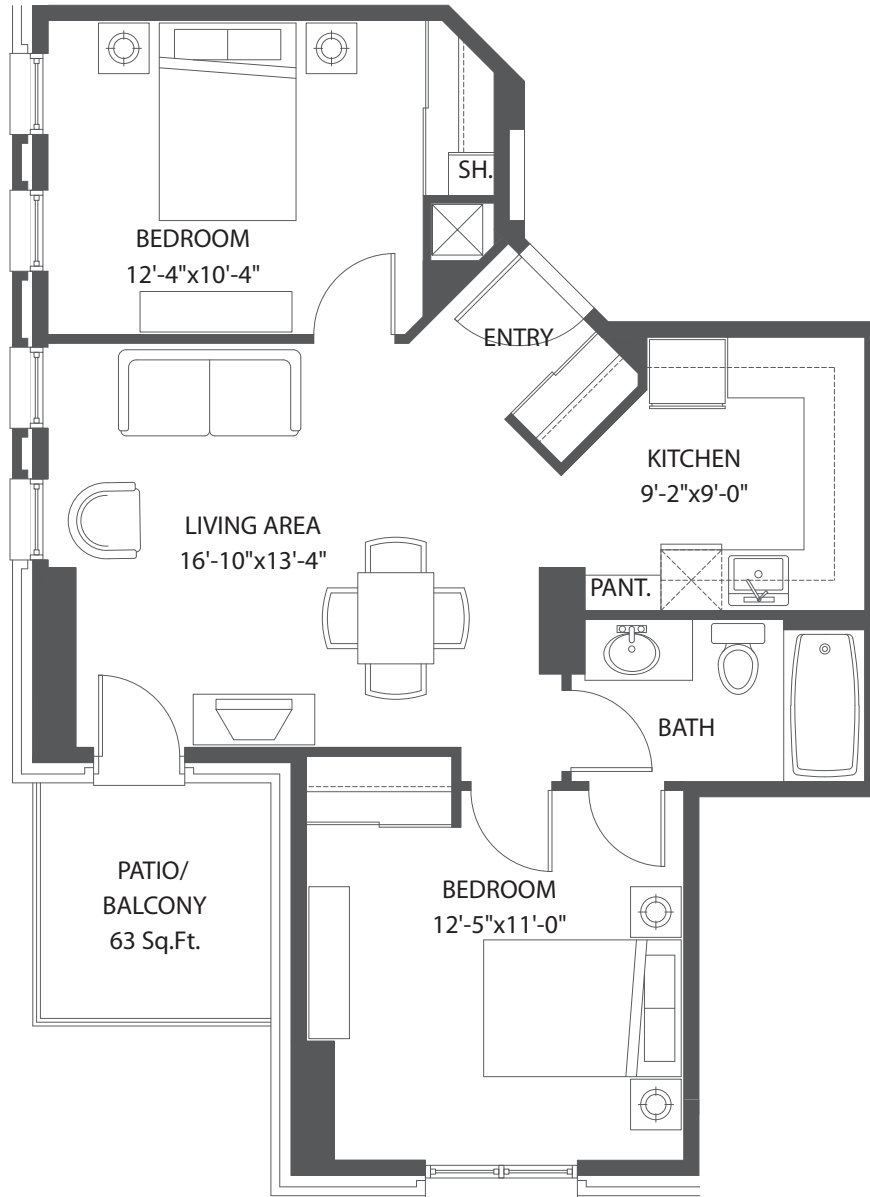 SH.
BEDROOM
12'-4"x10'-4"
ENTRY
KITCHEN
9'-2"x9'-0"
LIVING AREA
16'-10"x13'-4"
PANT.
BATH
PATIO/
BALCONY
63 Sq.Ft.
BEDROOM
12'-5"x11'-0"